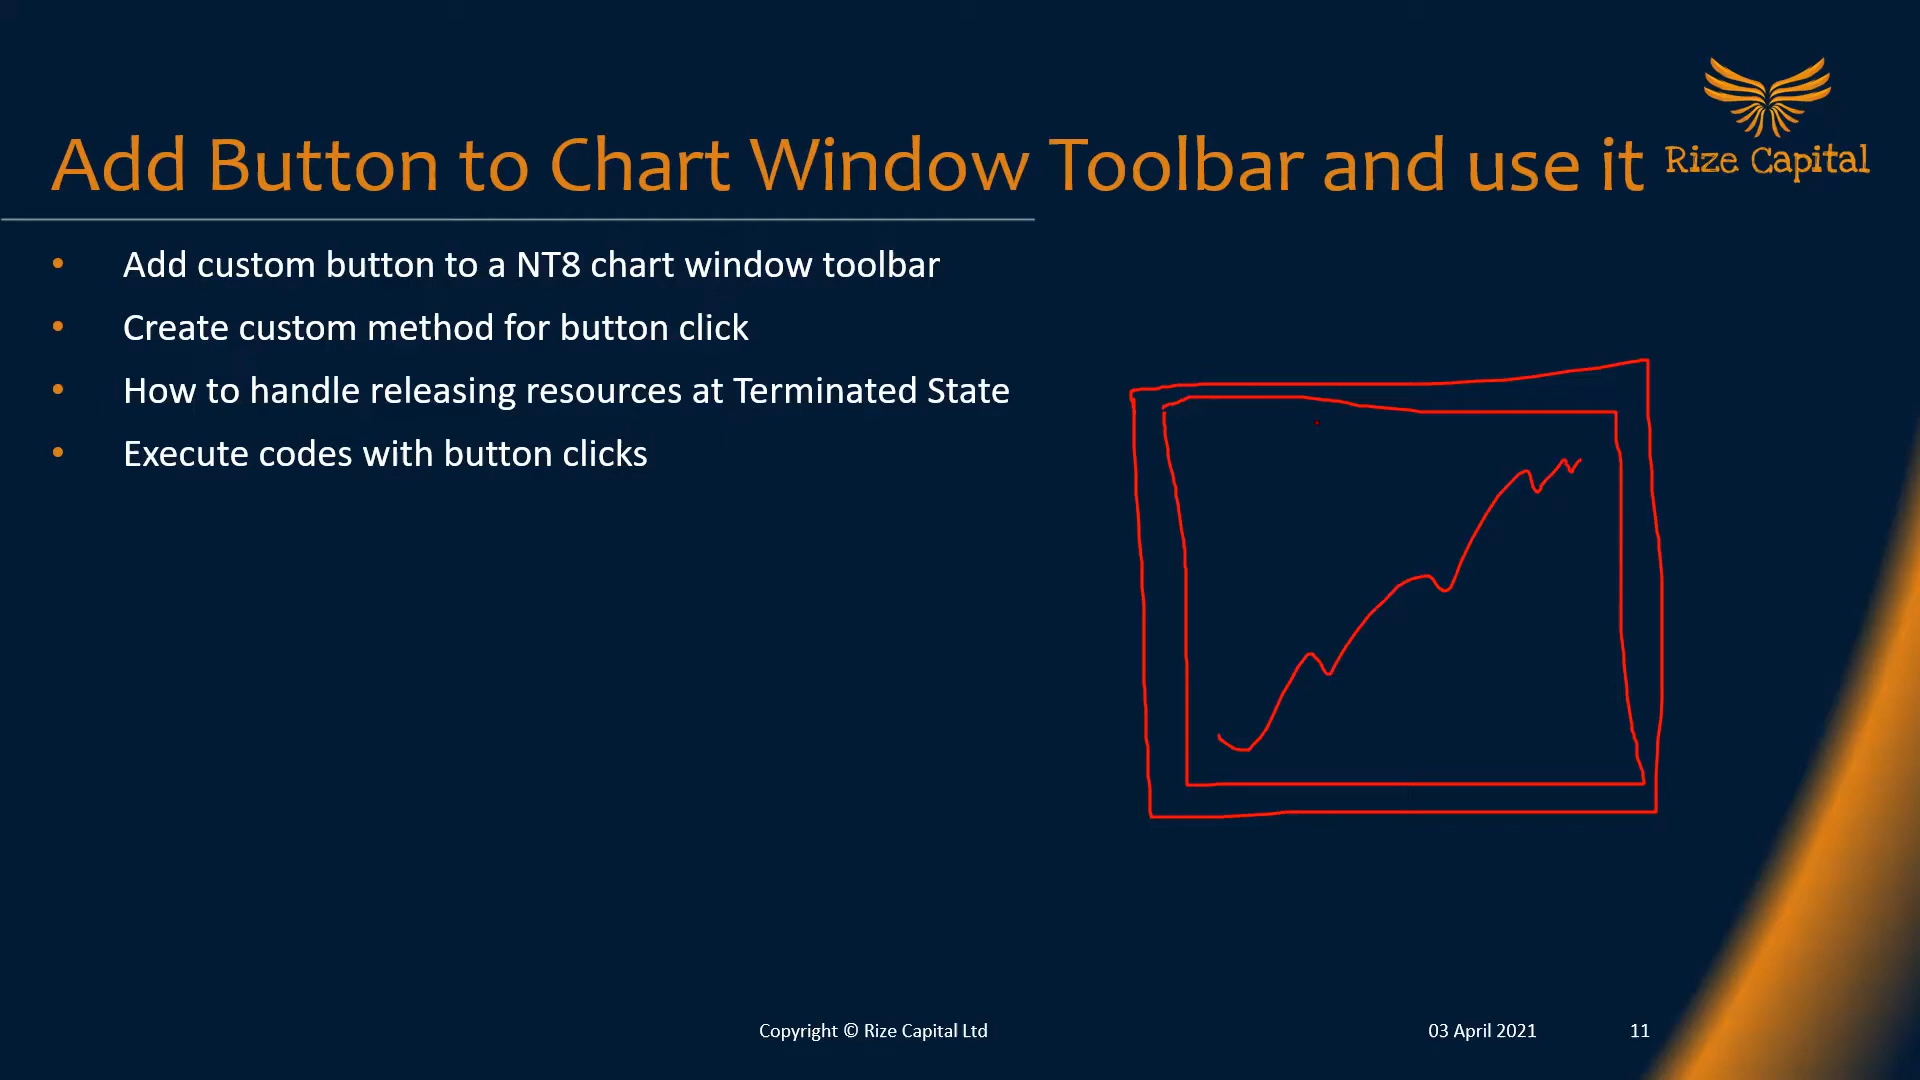 Add Button to Chart Window Toolbar and use it
Rize Capital
• Add custom button to a NT8 chart window toolbar
• Create custom method for button click
• How to handle releasing resources at Terminated State
• Execute codes with button clicks
Copyright © Rize Capital Ltd
03 April 2021
11